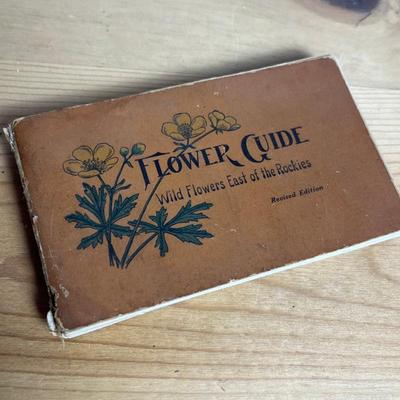 FLOWER GUIDE
Wild Flowers East of the Rockies
Revised Edition